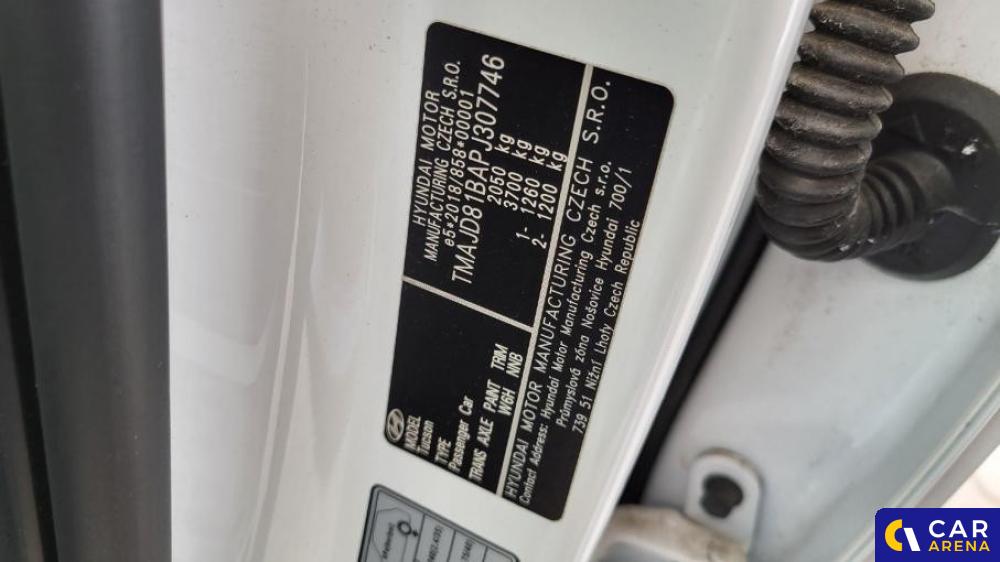 HYUNDAI MOTOR
MANUFACTURING CZECH S.R.O.
e5*2018/858*00001
TMAJD81BAPJ307746
2050 kg
3700 kg
1- 1260 kg
2- 1200 kg
MODEL
Tucson
TYPE
Passenger Car
TRANS AXLE PAINT TRIM
W6H NNB
HYUNDAI MOTOR MANUFACTURING CZECH S.R.O.
Contact Address: Hyundai Motor Manufacturing Czech s.r.o.
Průmyslová zóna Nošovice Hyundai 700/1
739 51 Nižní Lhoty Czech Republic
CAR
ARENA